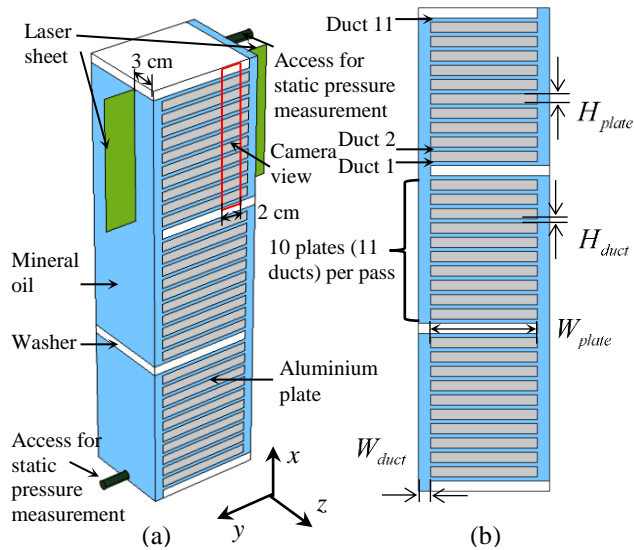 Laser
sheet
3 cm
Access for
static pressure
measurement
Camera
view
2 cm
Mineral
oil
Washer
Aluminium
plate
Access for
static
pressure
measurement
x
y
z
(a)
Duct 11
H_plate
Duct 2
Duct 1
H_duct
10 plates (11
ducts) per pass
W_plate
W_duct
(b)